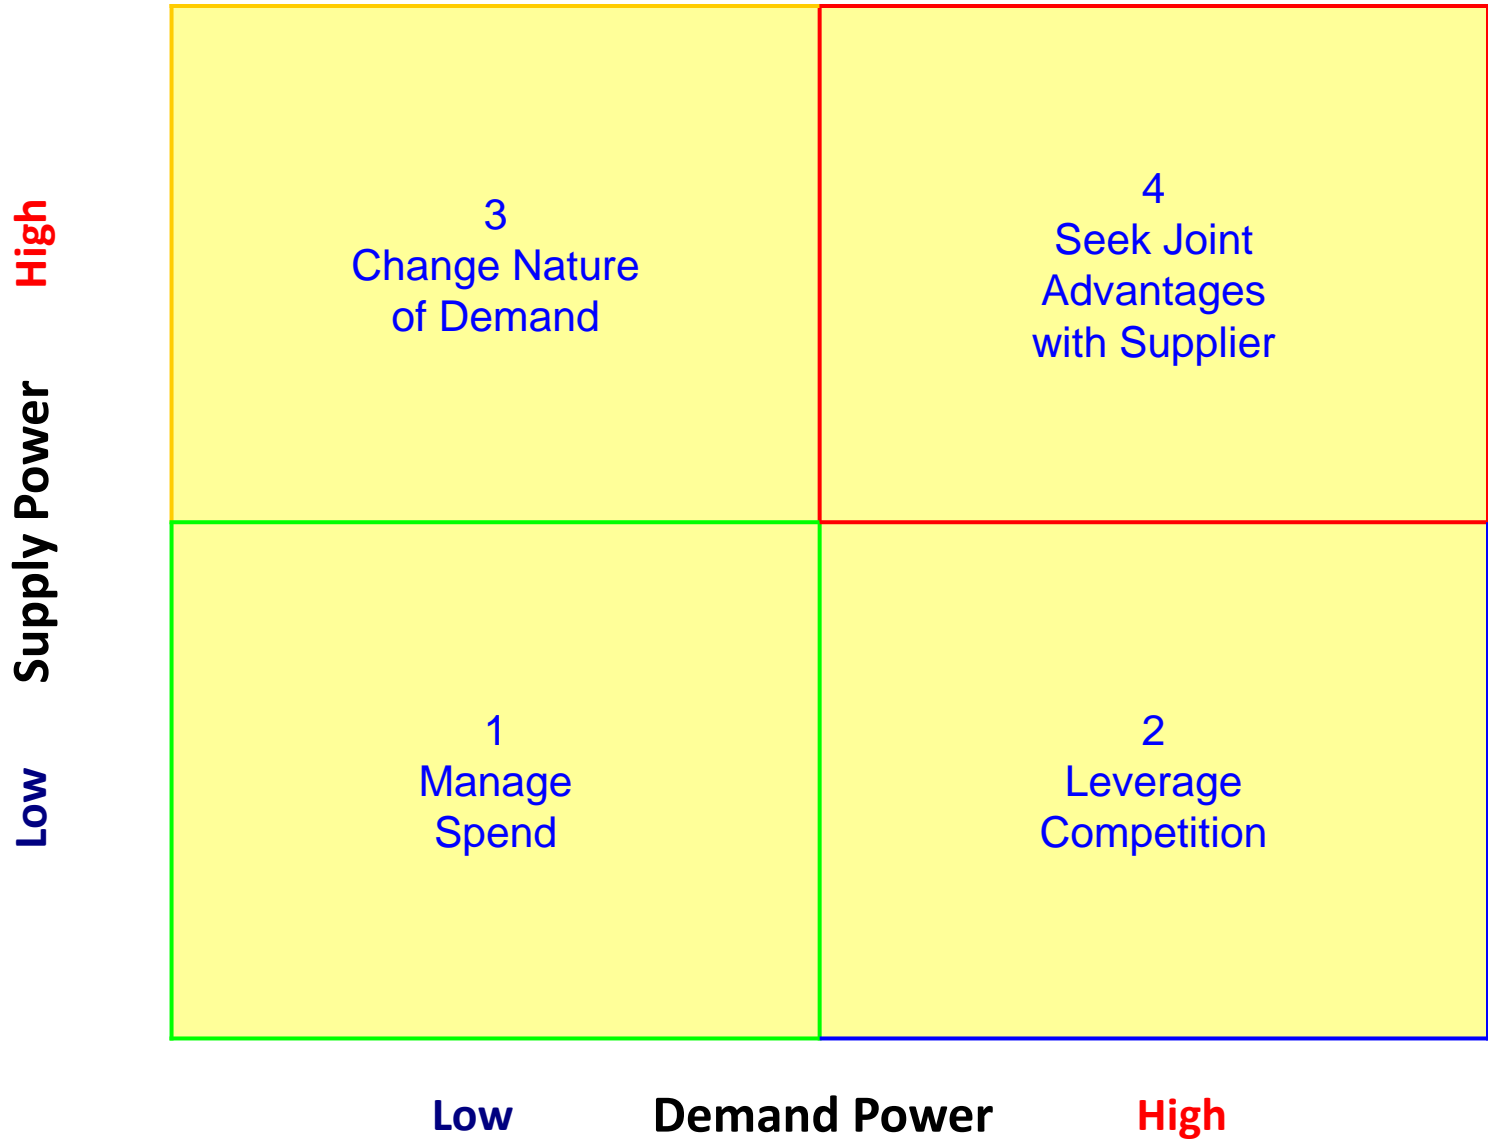 3
Change Nature
of Demand
4
Seek Joint
Advantages
with Supplier
1
Manage
Spend
2
Leverage
Competition
Low Supply Power High
Low Demand Power High